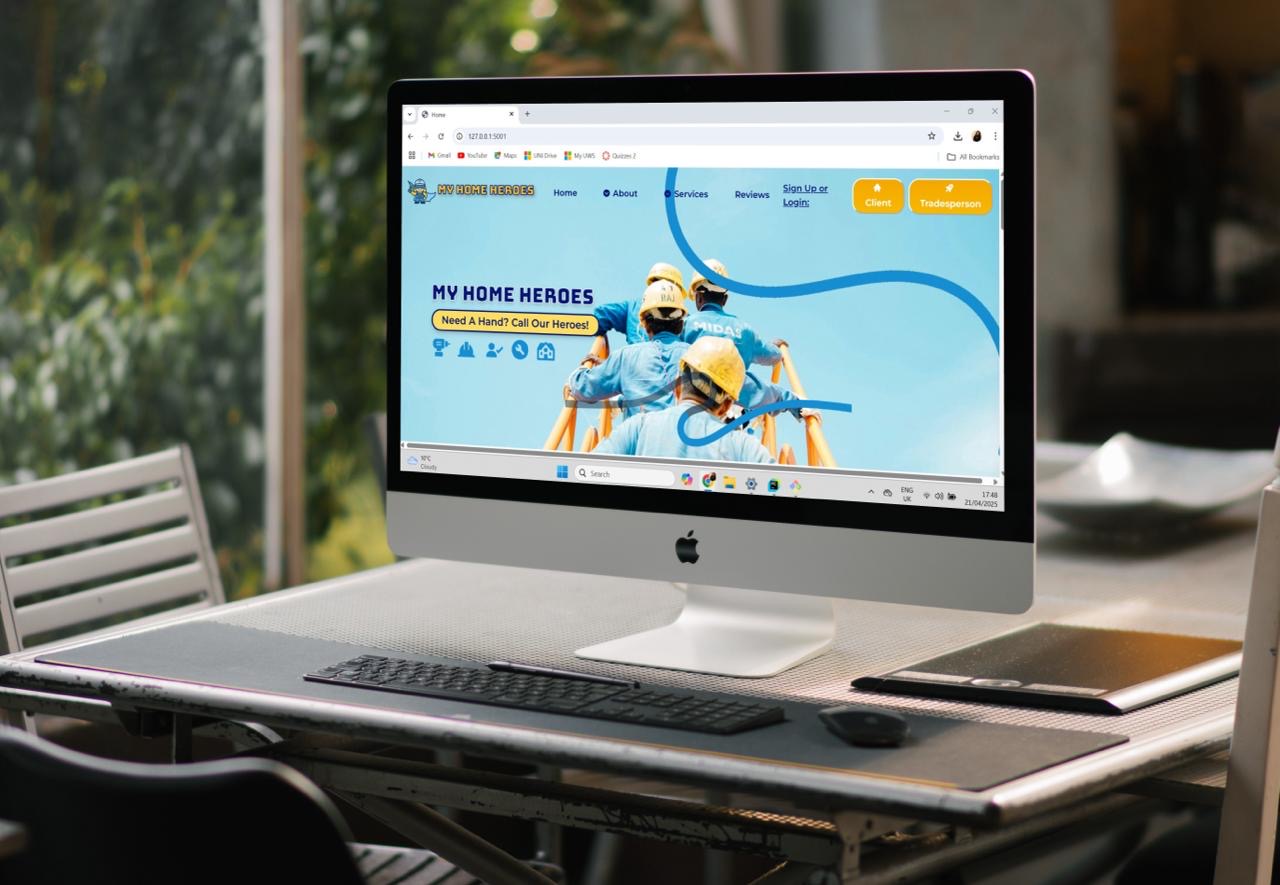 Home
127.0.0.1:5001
Gmail YouTube Maps UNI Drive My UWS Quizzes 2 All Bookmarks
MY HOME HEROES Home About Services Reviews Sign Up or Login: Client Tradesperson
MY HOME HEROES
Need A Hand? Call Our Heroes!
RAJ
MIDAS
10°C
Cloudy
Search
ENG
UK
17:48
21/04/2025